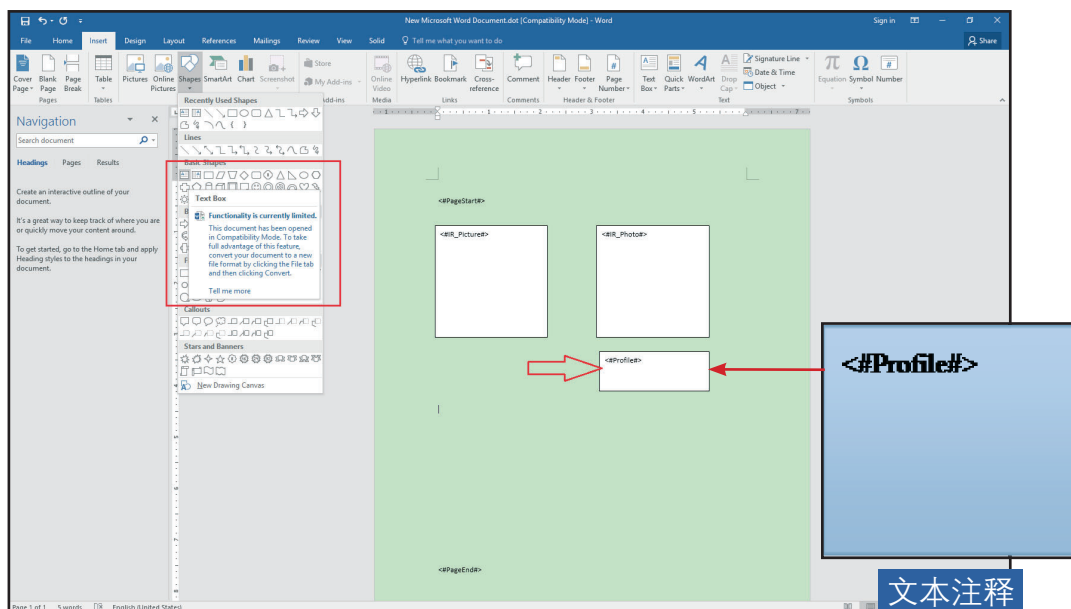 New Microsoft Word Document.dot [Compatibility Mode] - Word
Sign in
File Home Insert Design Layout References Mailings Review View Solid Tell me what you want to do
Share
Cover Page
Blank Page
Page Break
Table
Pictures
Online Pictures
Shapes
SmartArt
Chart
Screenshot
Store
My Add-ins
Online Video
Hyperlink
Bookmark
Cross-reference
Comment
Header
Footer
Page Number
Text Box
Quick Parts
WordArt
Drop Cap
Signature Line
Date & Time
Object
Equation
Symbol
Number
Pages
Tables
Add-ins
Media
Links
Comments
Header & Footer
Text
Symbols
Navigation
Search document
Headings Pages Results
Create an interactive outline of your
document.
It's a great way to keep track of where you are
or quickly move your content around.
To get started, go to the Home tab and apply
Heading styles to the headings in your
document.
Recently Used Shapes
Lines
Basic Shapes
Text Box
Functionality is currently limited.
This document has been opened
in Compatibility Mode. To take
full advantage of this feature,
convert your document to a new
file format by clicking the File tab
and then clicking Convert.
Tell me more
Callouts
Stars and Banners
New Drawing Canvas
<#PageStart#>
<#IR_Picture#>
<#IR_Photo#>
<#Profile#>
<#PageEnd#>
<#Profile#>
文本注释
Page 1 of 1 5 words English (United States)